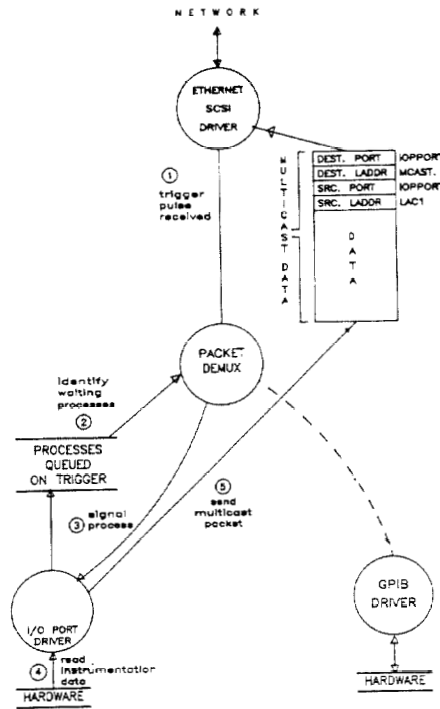 NETWORK
ETHERNET
SCSI
DRIVER
1
trigger
pulse
received
MULTICAST DATA
DEST. PORT IOPPORT
DEST. LADDR MCAST.
SRC. PORT IOPPORT
SRC. LADDR LAC1
DATA
PACKET
DEMUX
identify
waiting
processes
2
PROCESSES
QUEUED
ON TRIGGER
3 signal
process
5
send
multicast
packet
I/O PORT
DRIVER
4 read
instrumentation
data
HARDWARE
GPIB
DRIVER
HARDWARE